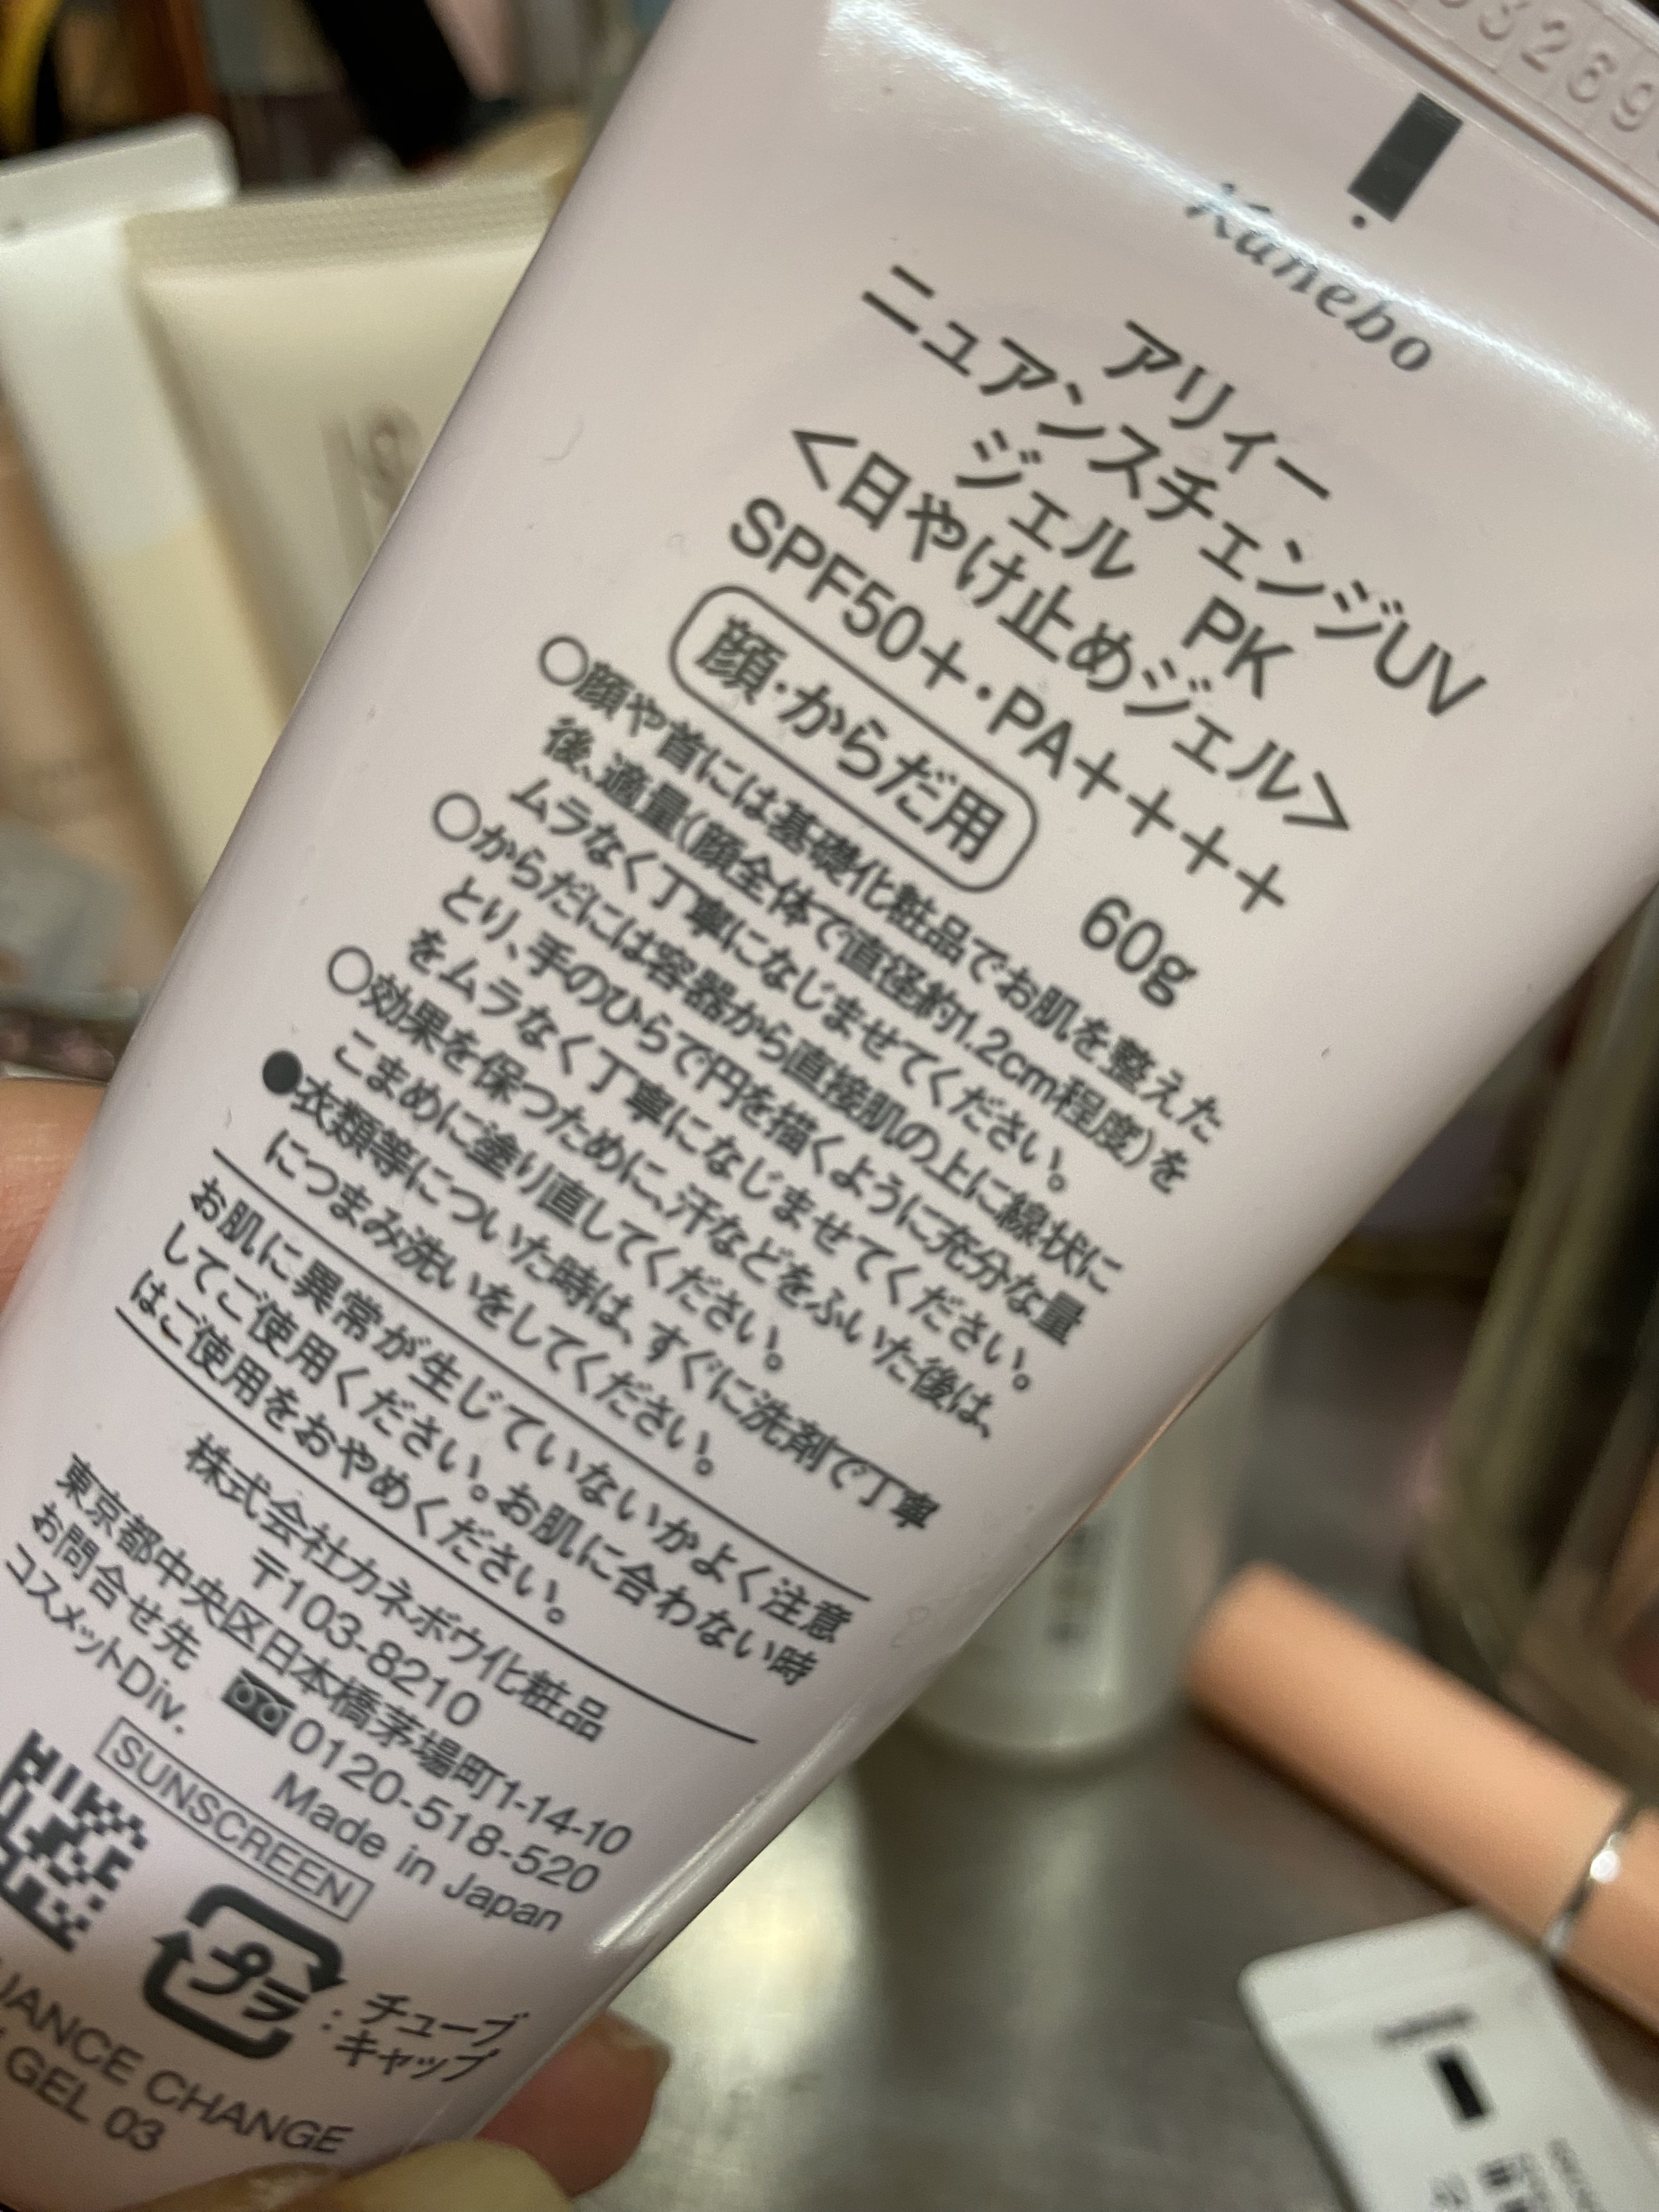 Kanebo
アリィー
ニュアンスチェンジUV
ジェル PK
＜日やけ止めジェル＞
SPF50+・PA++++
顔・からだ用 60g
○顔や首には基礎化粧品でお肌を整えた
後、適量(顔全体で直径約1.2cm程度)を
ムラなく丁寧になじませてください。
○からだには容器から直接肌の上に線状に
とり、手のひらで円を描くように充分な量
をムラなく丁寧になじませてください。
○効果を保つために、汗などをふいた後は、
こまめに塗り直してください。
●衣類等についた時は、すぐに洗剤で丁寧
につまみ洗いをしてください。
お肌に異常が生じていないかよく注意
してご使用ください。お肌に合わない時
はご使用をおやめください。
株式会社カネボウ化粧品
〒103-8210
東京都中央区日本橋茅場町1-14-10
お問合せ先 0120-518-520
コスメットDiv. Made in Japan
SUNSCREEN
プラ :チューブ
キャップ
CHANGE
GEL 03